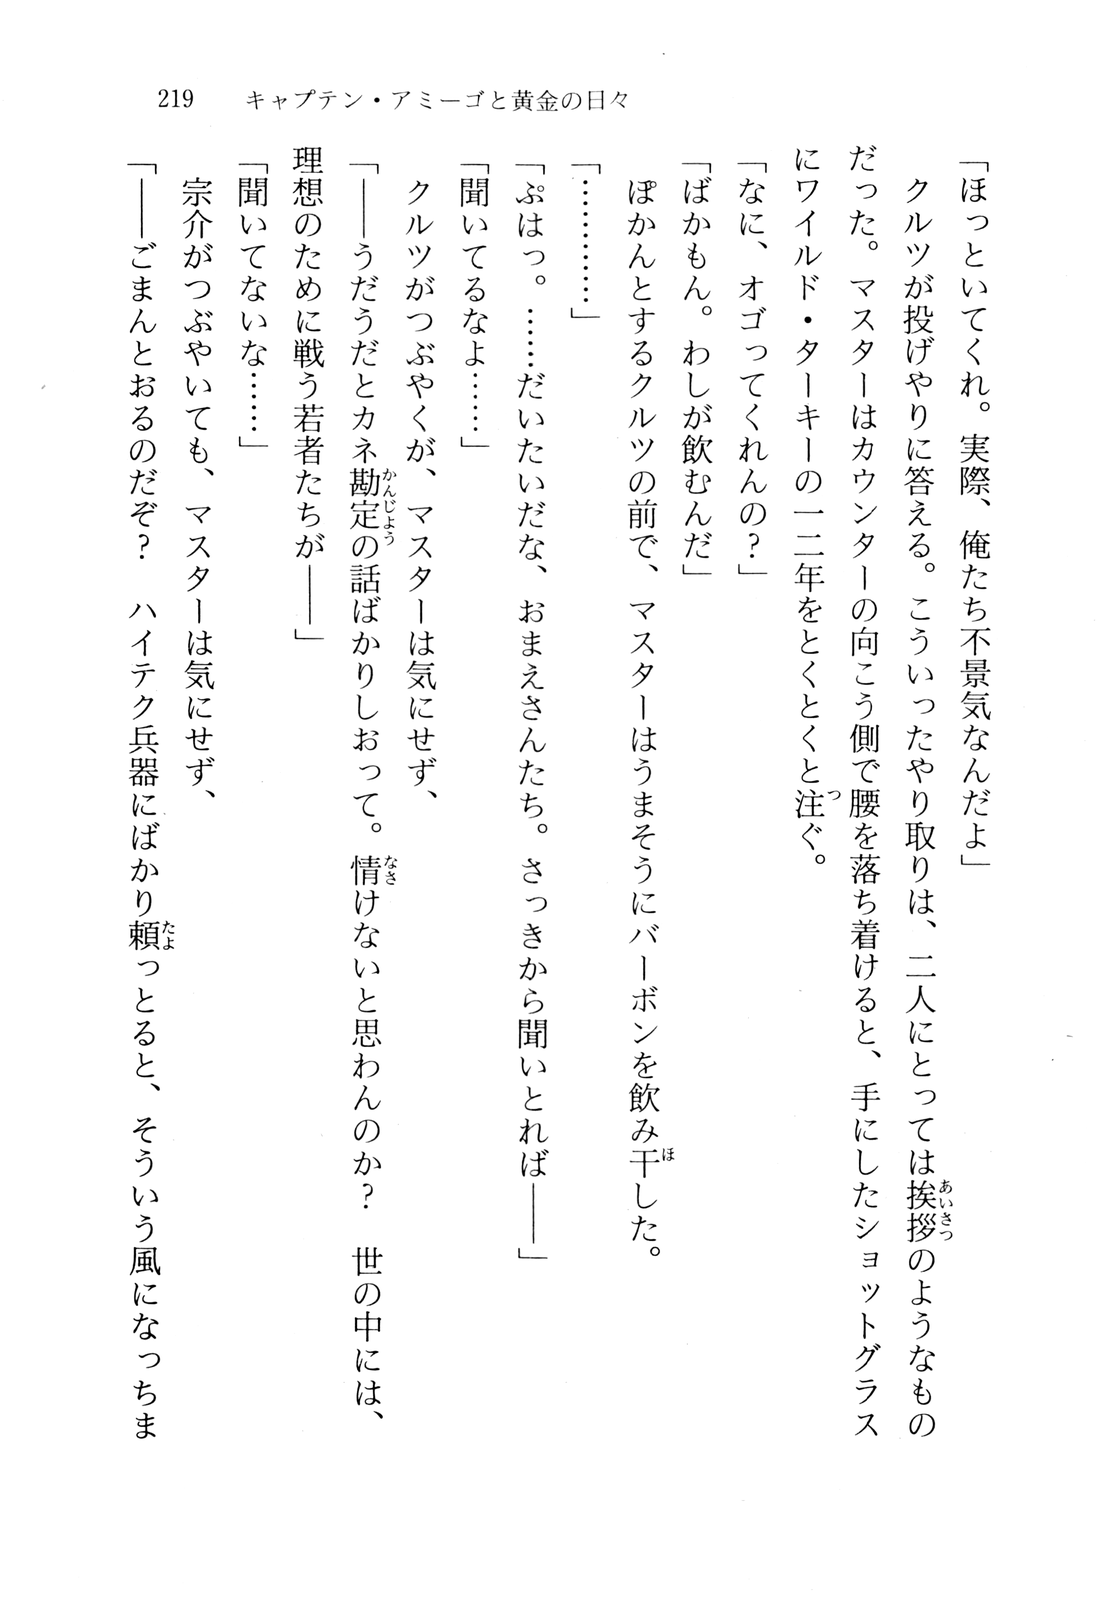 219　キャプテン・アミーゴと黄金の日々
「ほっといてくれ。実際、俺たち不景気なんだよ」
　クルツが投げやりに答える。こういったやり取りは、二人にとっては挨拶のようなもの
だった。マスターはカウンターの向こう側で腰を落ち着けると、手にしたショットグラス
にワイルド・ターキーの一二年をとくとくと注ぐ。
「なに、オゴってくれんの？」
「ばかもん。わしが飲むんだ」
　ぽかんとするクルツの前で、マスターはうまそうにバーボンを飲み干した。
「…………」
「ぷはっ。……だいたいだな、おまえさんたち。さっきから聞いとれば――」
「聞いてるなよ……」
　クルツがつぶやくが、マスターは気にせず、
「――うだうだとカネ勘定の話ばかりしおって。情けないと思わんのか？　世の中には、
理想のために戦う若者たちが――」
「聞いてないな……」
　宗介がつぶやいても、マスターは気にせず、
「――ごまんとおるのだぞ？　ハイテク兵器にばかり頼っとると、そういう風になっちま